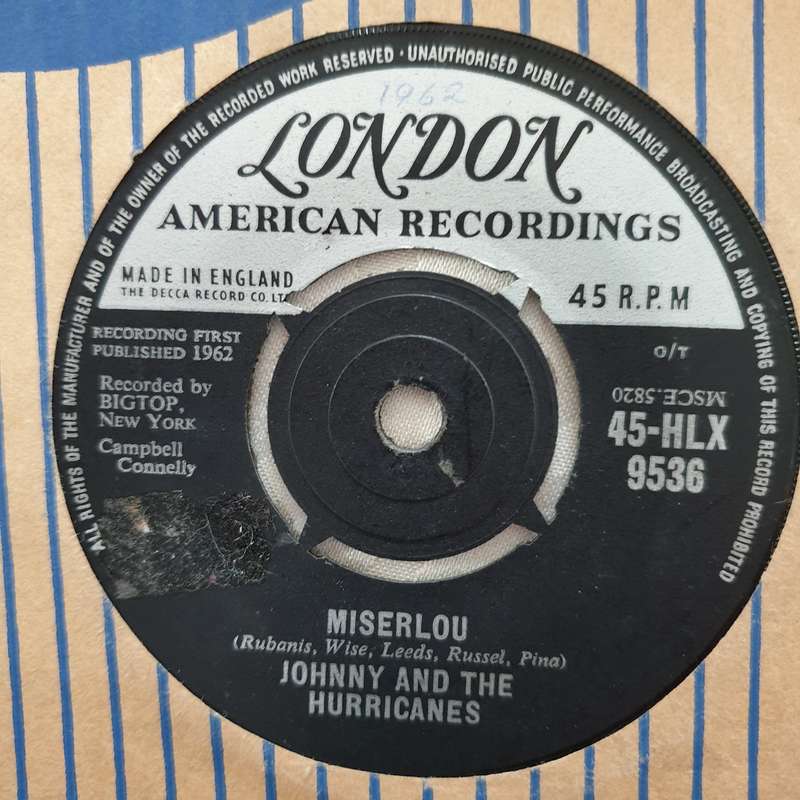 ALL RIGHTS OF THE MANUFACTURER AND OF THE OWNER OF THE RECORDED WORK RESERVED · UNAUTHORISED PUBLIC PERFORMANCE BROADCASTING AND COPYING OF THIS RECORD PROHIBITED
1962
LONDON
AMERICAN RECORDINGS
MADE IN ENGLAND
THE DECCA RECORD CO. LTD
45 R.P.M
RECORDING FIRST
PUBLISHED 1962
O/T
Recorded by
BIGTOP,
NEW YORK
MSCE.5820
45-HLX
9536
Campbell
Connelly
MISERLOU
(Rubanis, Wise, Leeds, Russel, Pina)
JOHNNY AND THE
HURRICANES